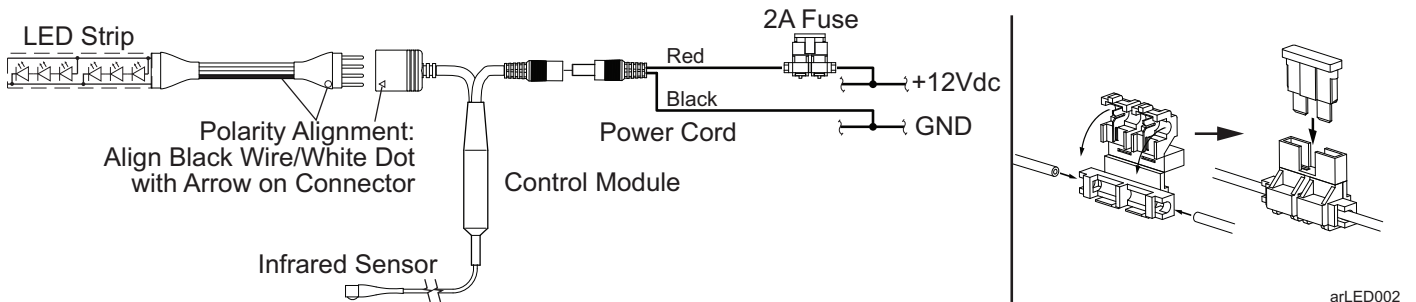 LED Strip
2A Fuse
Red
+12Vdc
Black
GND
Polarity Alignment:
Align Black Wire/White Dot
with Arrow on Connector
Power Cord
Control Module
Infrared Sensor
arLED002